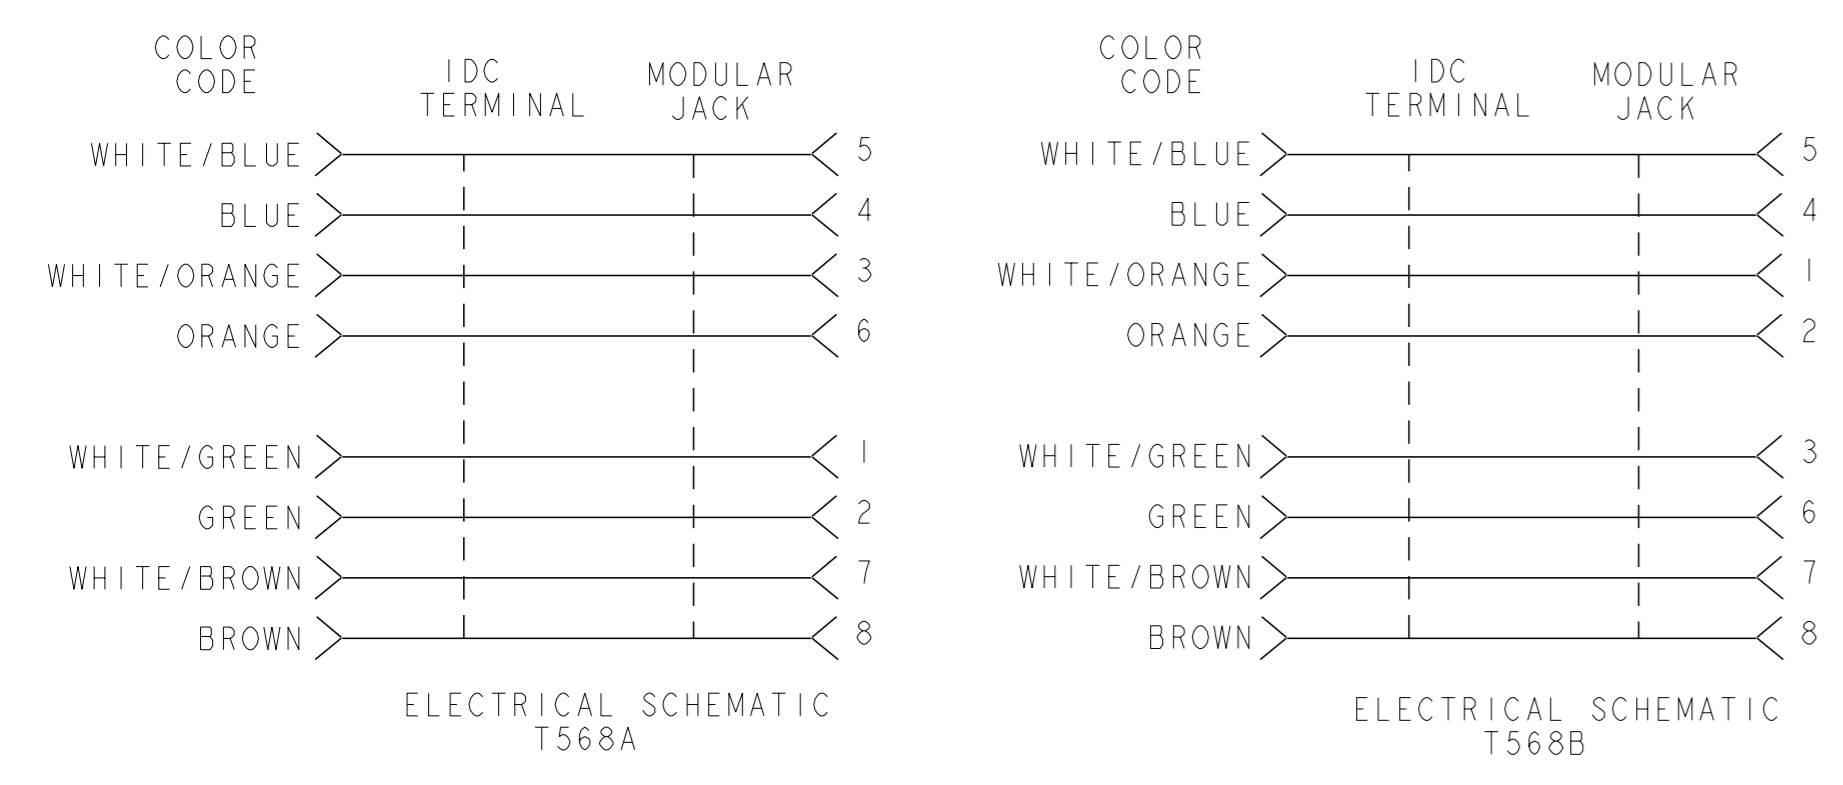 COLOR
CODE
IDC
TERMINAL
MODULAR
JACK
WHITE/BLUE 5
BLUE 4
WHITE/ORANGE 3
ORANGE 6
WHITE/GREEN 1
GREEN 2
WHITE/BROWN 7
BROWN 8
ELECTRICAL SCHEMATIC
T568A
COLOR
CODE
IDC
TERMINAL
MODULAR
JACK
WHITE/BLUE 5
BLUE 4
WHITE/ORANGE 1
ORANGE 2
WHITE/GREEN 3
GREEN 6
WHITE/BROWN 7
BROWN 8
ELECTRICAL SCHEMATIC
T568B